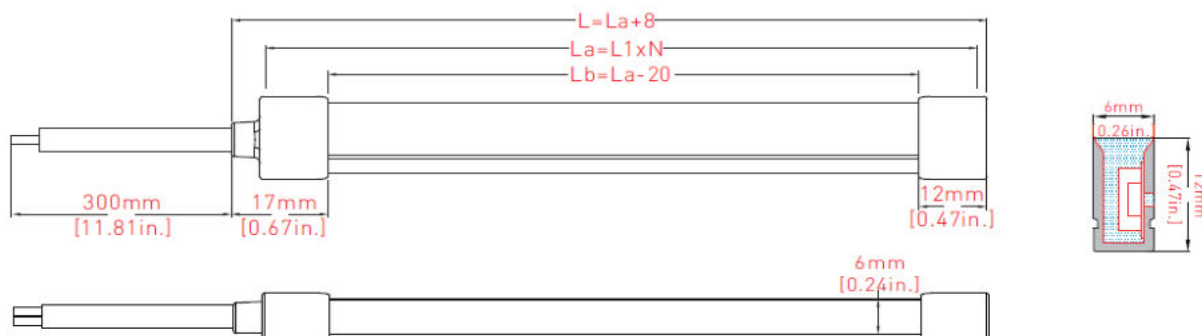 L=La+8
La=L1xN
Lb=La-20
300mm
[11.81in.]
17mm
[0.67in.]
12mm
[0.47in.]
6mm
0.26in.
12mm
[0.47in.]
6mm
[0.24in.]